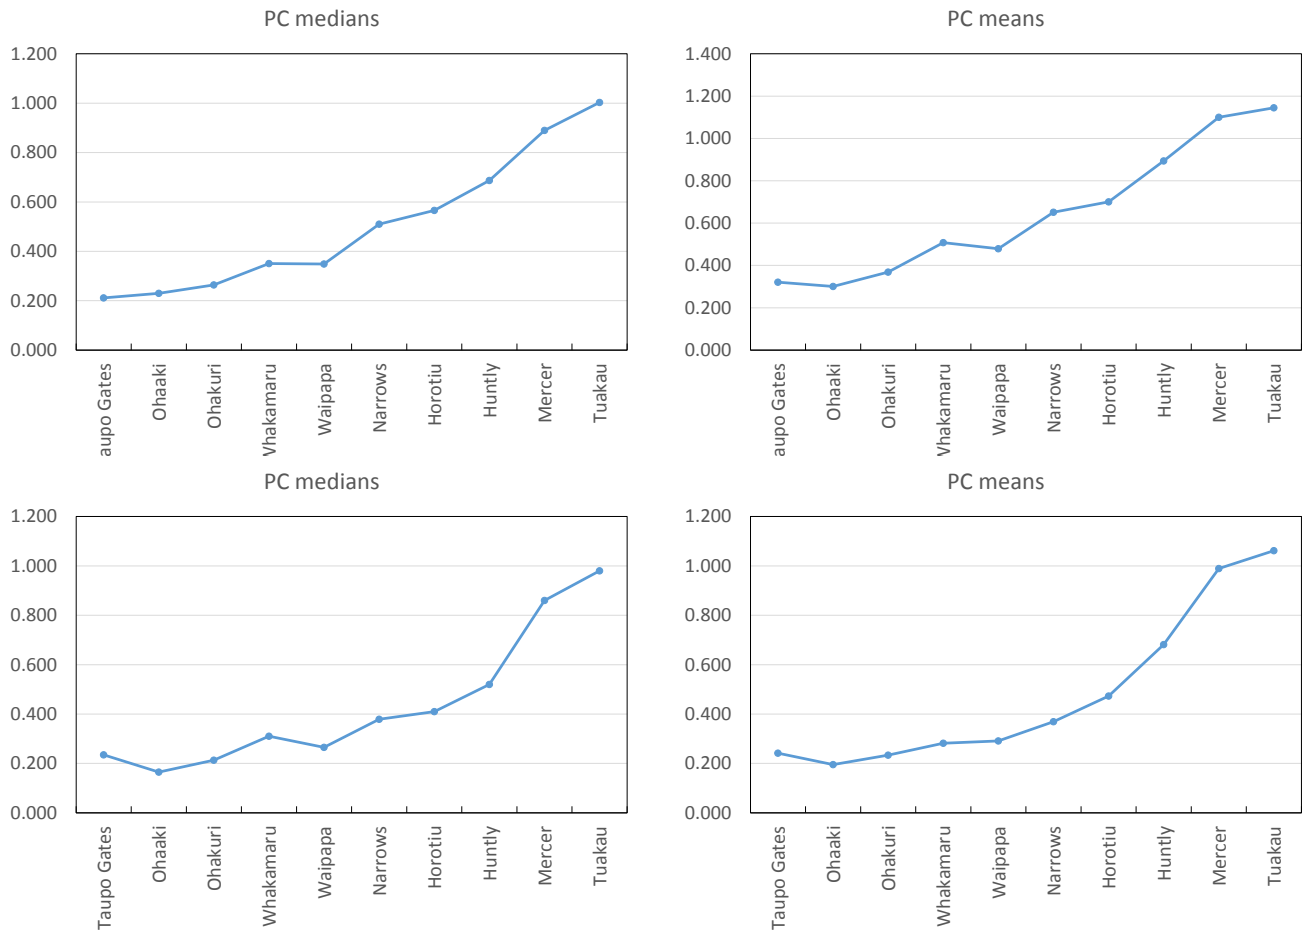 PC medians
1.200
1.000
0.800
0.600
0.400
0.200
0.000
aupo Gates
Ohaaki
Ohakuri
Whakamaru
Waipapa
Narrows
Horotiu
Huntly
Mercer
Tuakau
PC means
1.400
1.200
1.000
0.800
0.600
0.400
0.200
0.000
aupo Gates
Ohaaki
Ohakuri
Whakamaru
Waipapa
Narrows
Horotiu
Huntly
Mercer
Tuakau
PC medians
1.200
1.000
0.800
0.600
0.400
0.200
0.000
Taupo Gates
Ohaaki
Ohakuri
Whakamaru
Waipapa
Narrows
Horotiu
Huntly
Mercer
Tuakau
PC means
1.200
1.000
0.800
0.600
0.400
0.200
0.000
Taupo Gates
Ohaaki
Ohakuri
Whakamaru
Waipapa
Narrows
Horotiu
Huntly
Mercer
Tuakau